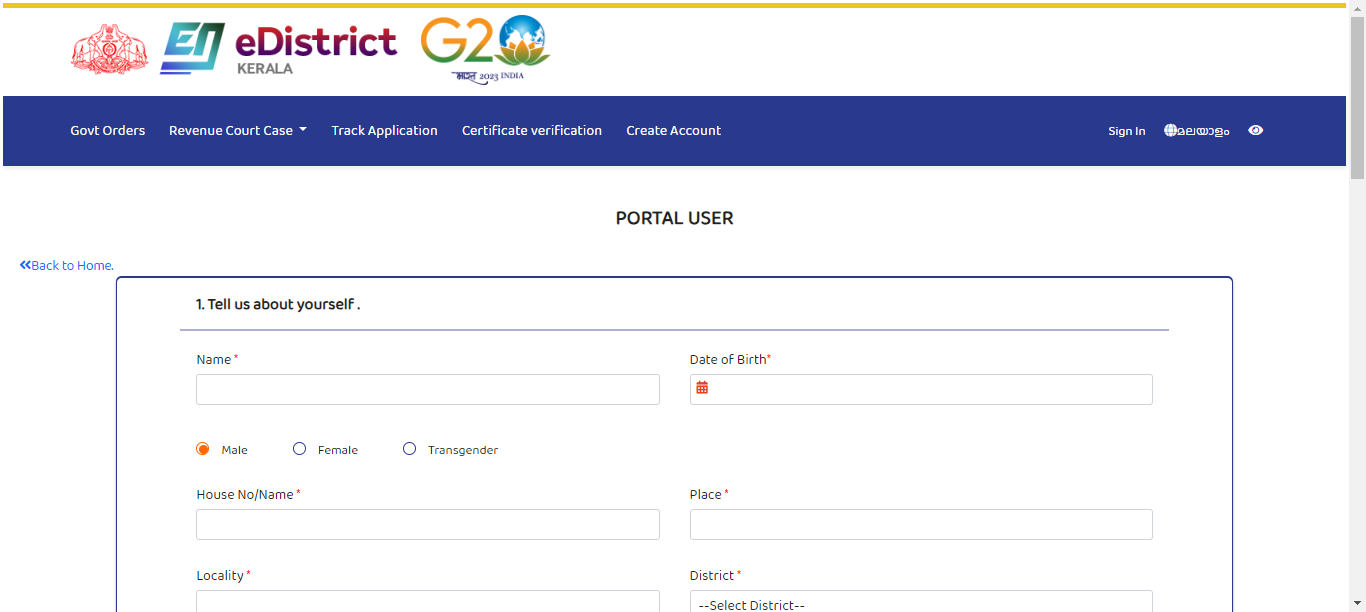 eDistrict
KERALA
G20
भारत 2023 INDIA
Govt Orders Revenue Court Case Track Application Certificate verification Create Account Sign In മലയാളം
PORTAL USER
Back to Home.
1. Tell us about yourself .
Name * Date of Birth*
Male Female Transgender
House No/Name * Place *
Locality * District *
--Select District--